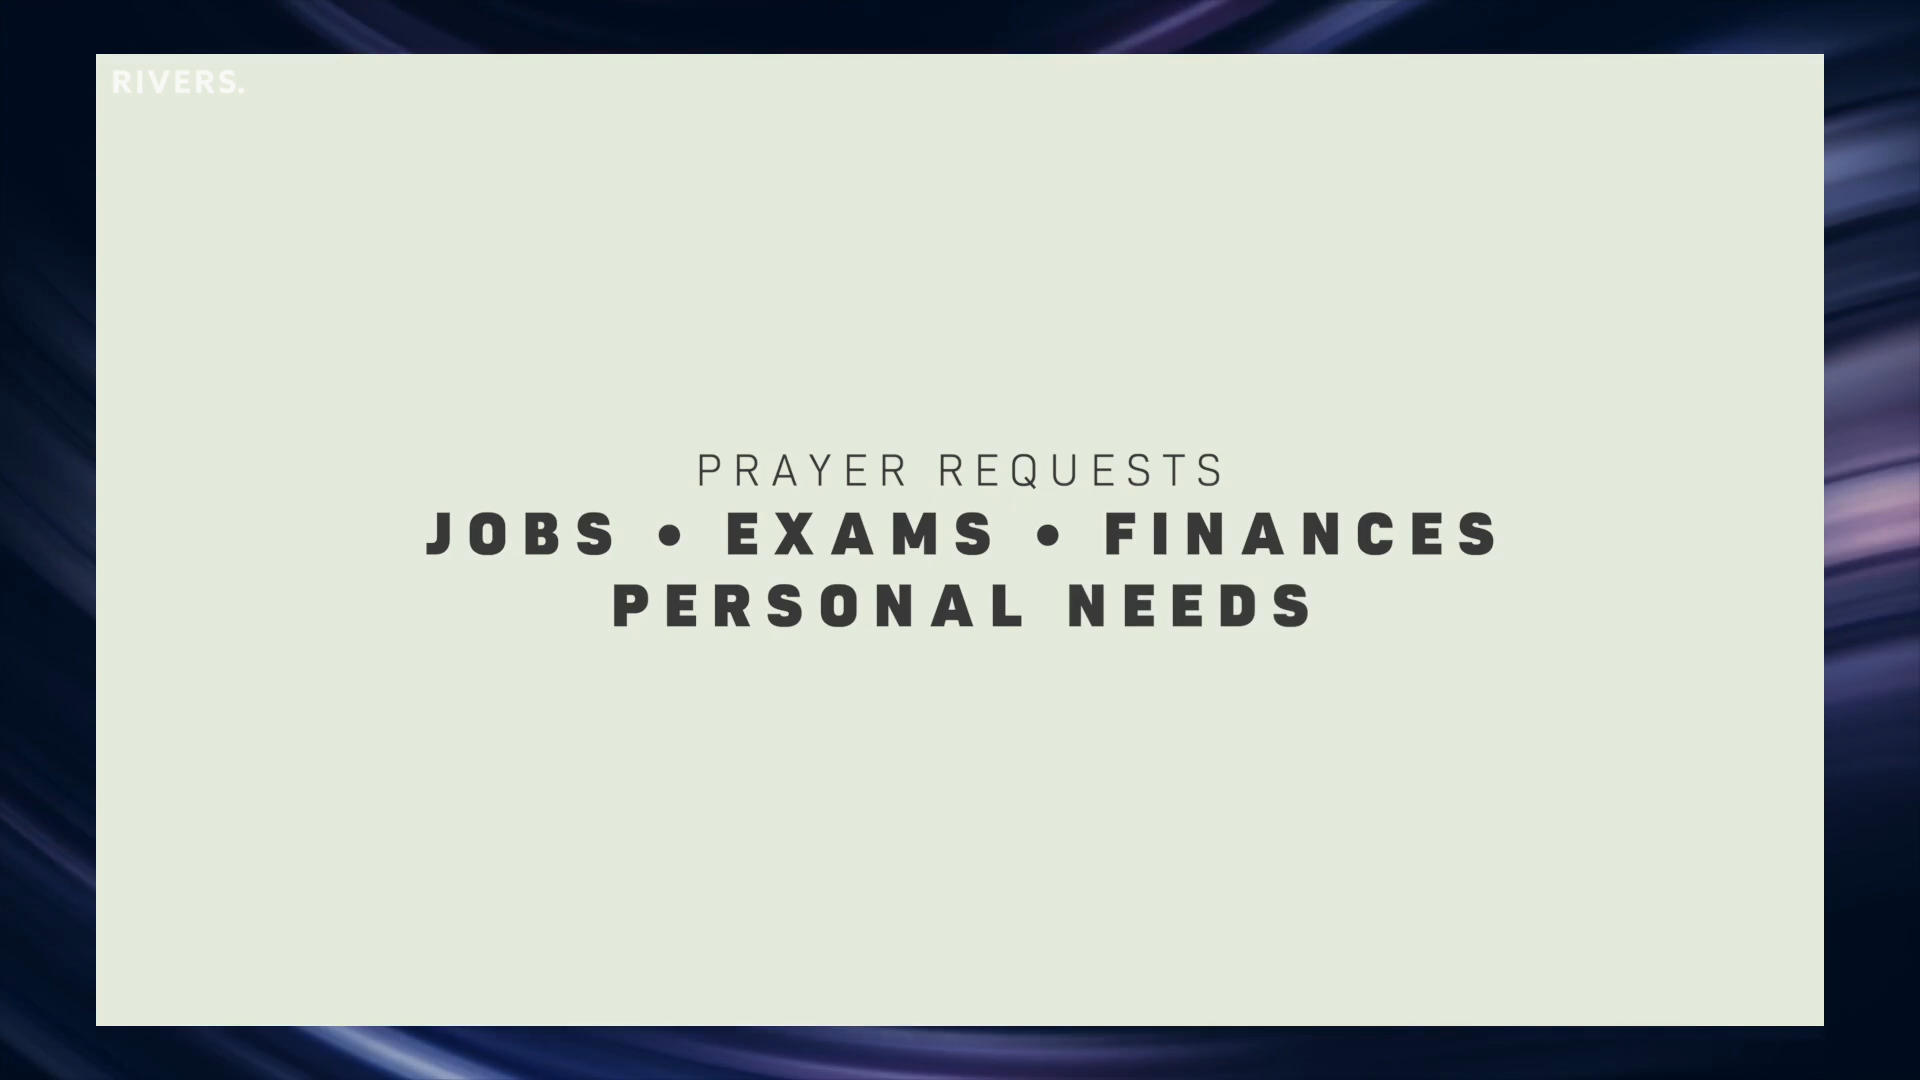 RIVERS.
PRAYER REQUESTS
JOBS • EXAMS • FINANCES
PERSONAL NEEDS